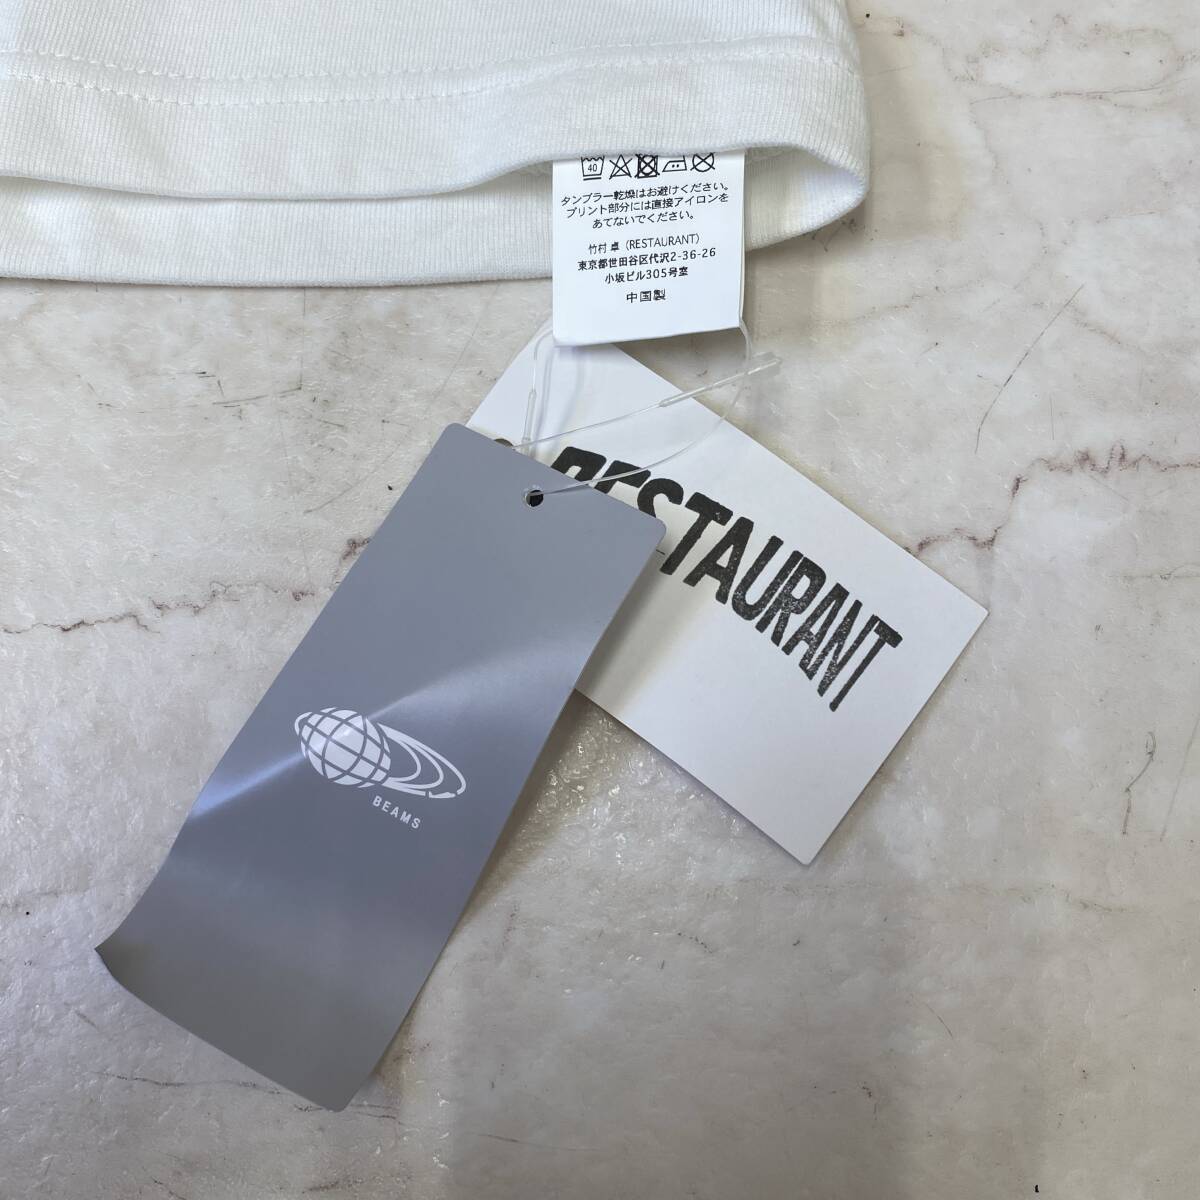 40
タンブラー乾燥はお避けください。
プリント部分には直接アイロンを
あてないでください。
竹村 卓 (RESTAURANT)
東京都世田谷区代沢2-36-26
小坂ビル305号室
中国製
RESTAURANT
BEAMS